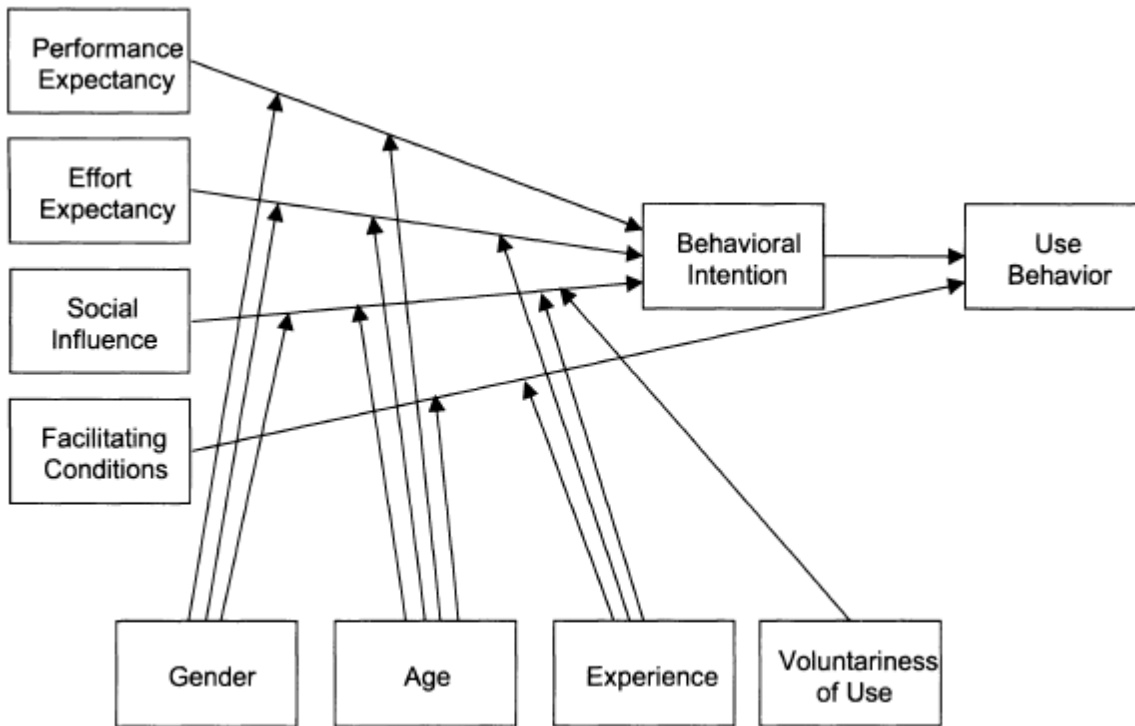 Performance
Expectancy
Effort
Expectancy
Social
Influence
Facilitating
Conditions
Behavioral
Intention
Use
Behavior
Gender
Age
Experience
Voluntariness
of Use